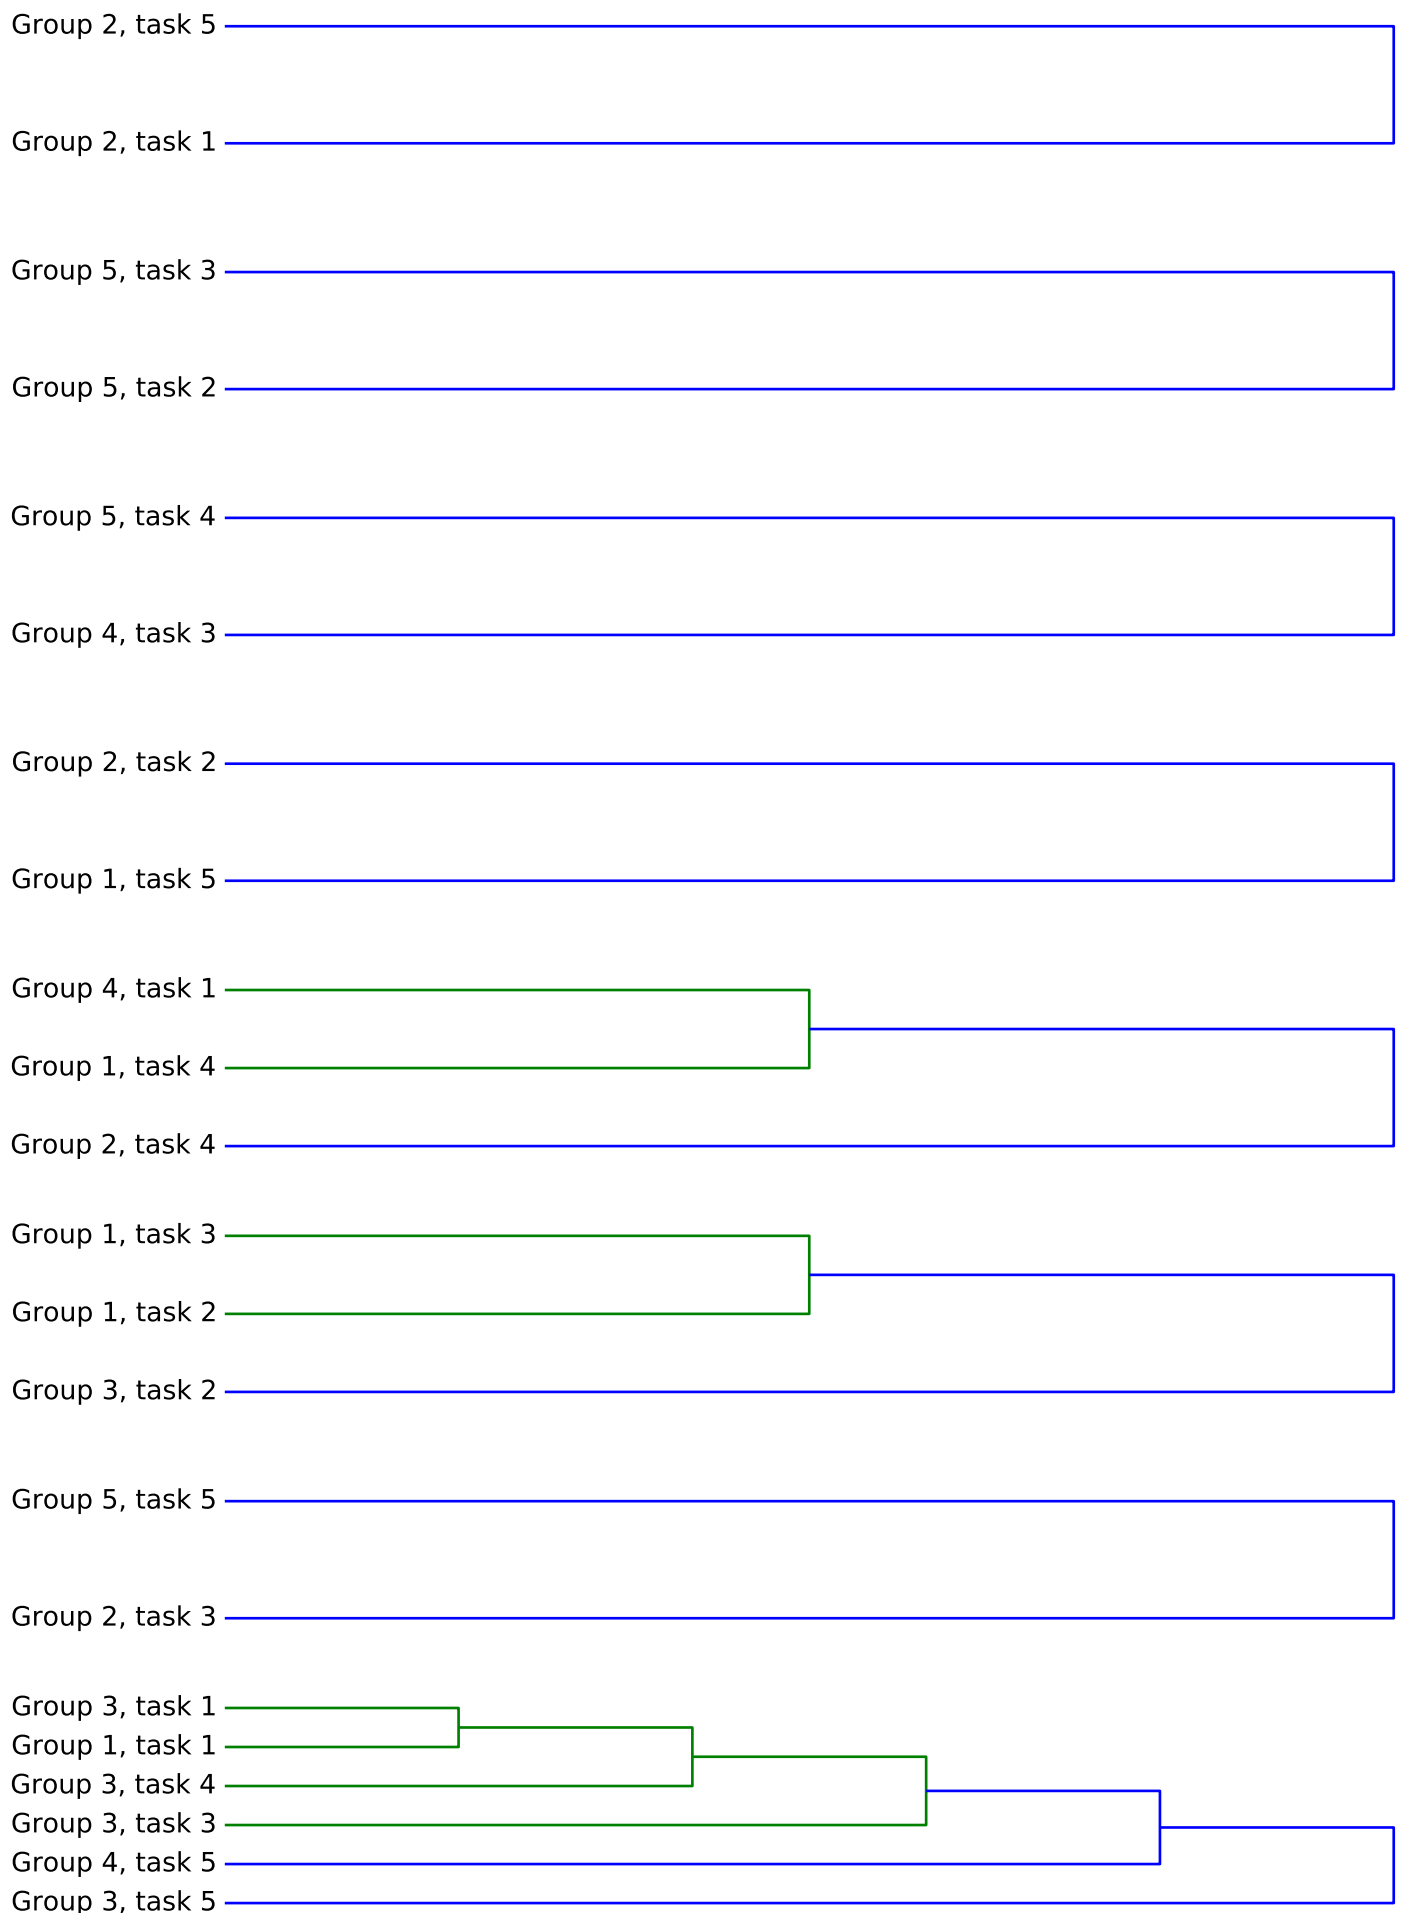 Group 2, task 5
Group 2, task 1
Group 5, task 3
Group 5, task 2
Group 5, task 4
Group 4, task 3
Group 2, task 2
Group 1, task 5
Group 4, task 1
Group 1, task 4
Group 2, task 4
Group 1, task 3
Group 1, task 2
Group 3, task 2
Group 5, task 5
Group 2, task 3
Group 3, task 1
Group 1, task 1
Group 3, task 4
Group 3, task 3
Group 4, task 5
Group 3, task 5